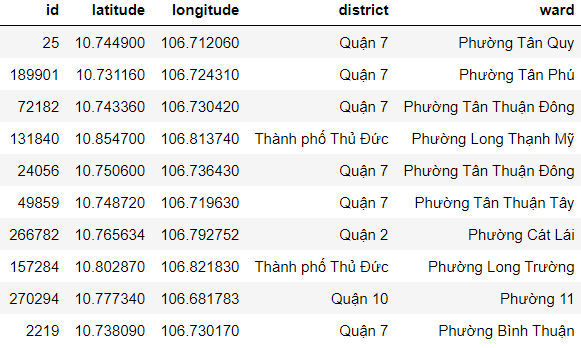 id latitude longitude district ward
25 10.744900 106.712060 Quận 7 Phường Tân Quy
189901 10.731160 106.724310 Quận 7 Phường Tân Phú
72182 10.743360 106.730420 Quận 7 Phường Tân Thuận Đông
131840 10.854700 106.813740 Thành phố Thủ Đức Phường Long Thạnh Mỹ
24056 10.750600 106.736430 Quận 7 Phường Tân Thuận Đông
49859 10.748720 106.719630 Quận 7 Phường Tân Thuận Tây
266782 10.765634 106.792752 Quận 2 Phường Cát Lái
157284 10.802870 106.821830 Thành phố Thủ Đức Phường Long Trường
270294 10.777340 106.681783 Quận 10 Phường 11
2219 10.738090 106.730170 Quận 7 Phường Bình Thuận